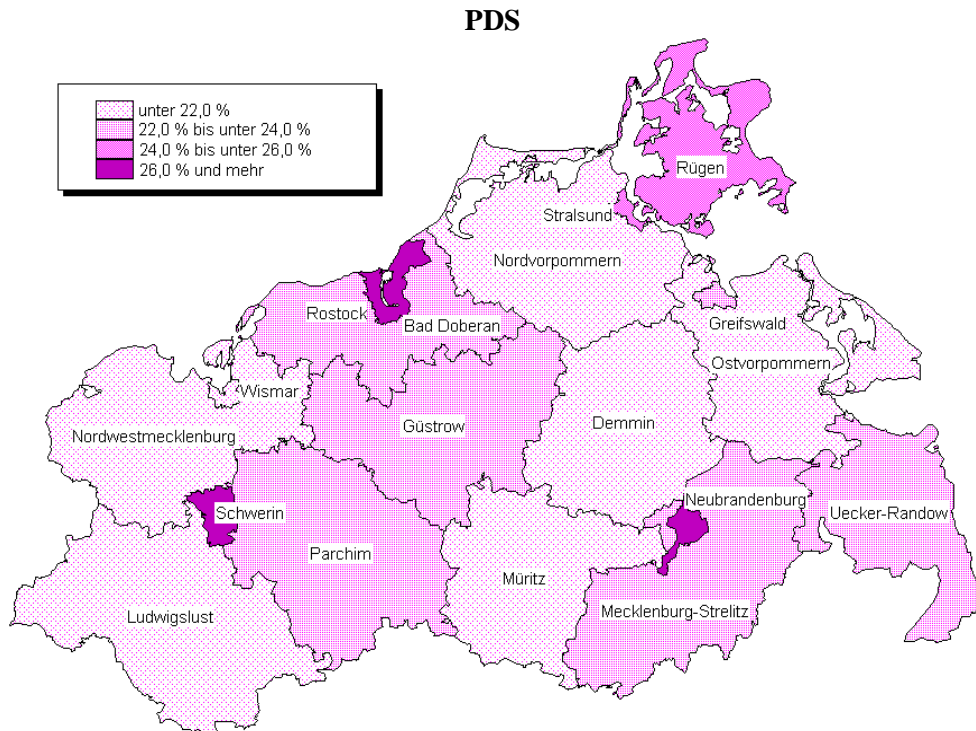 PDS
unter 22,0 %
22,0 % bis unter 24,0 %
24,0 % bis unter 26,0 %
26,0 % und mehr
Rügen
Stralsund
Nordvorpommern
Rostock
Bad Doberan
Greifswald
Ostvorpommern
Wismar
Nordwestmecklenburg
Güstrow
Demmin
Schwerin
Neubrandenburg
Uecker-Randow
Parchim
Müritz
Mecklenburg-Strelitz
Ludwigslust